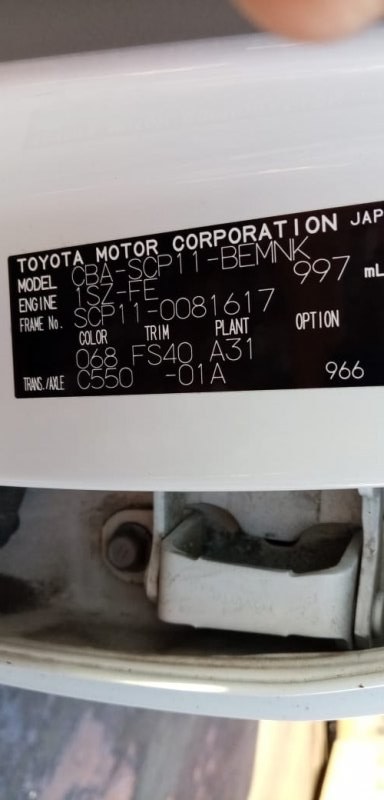 TOYOTA MOTOR CORPORATION JAP
MODEL CBA-SCP11-BEMNK
ENGINE 1SZ-FE 997 mL
FRAME No. SCP11-0081617
COLOR TRIM PLANT OPTION
068 FS40 A31
TRANS./AXLE C550 -01A 966